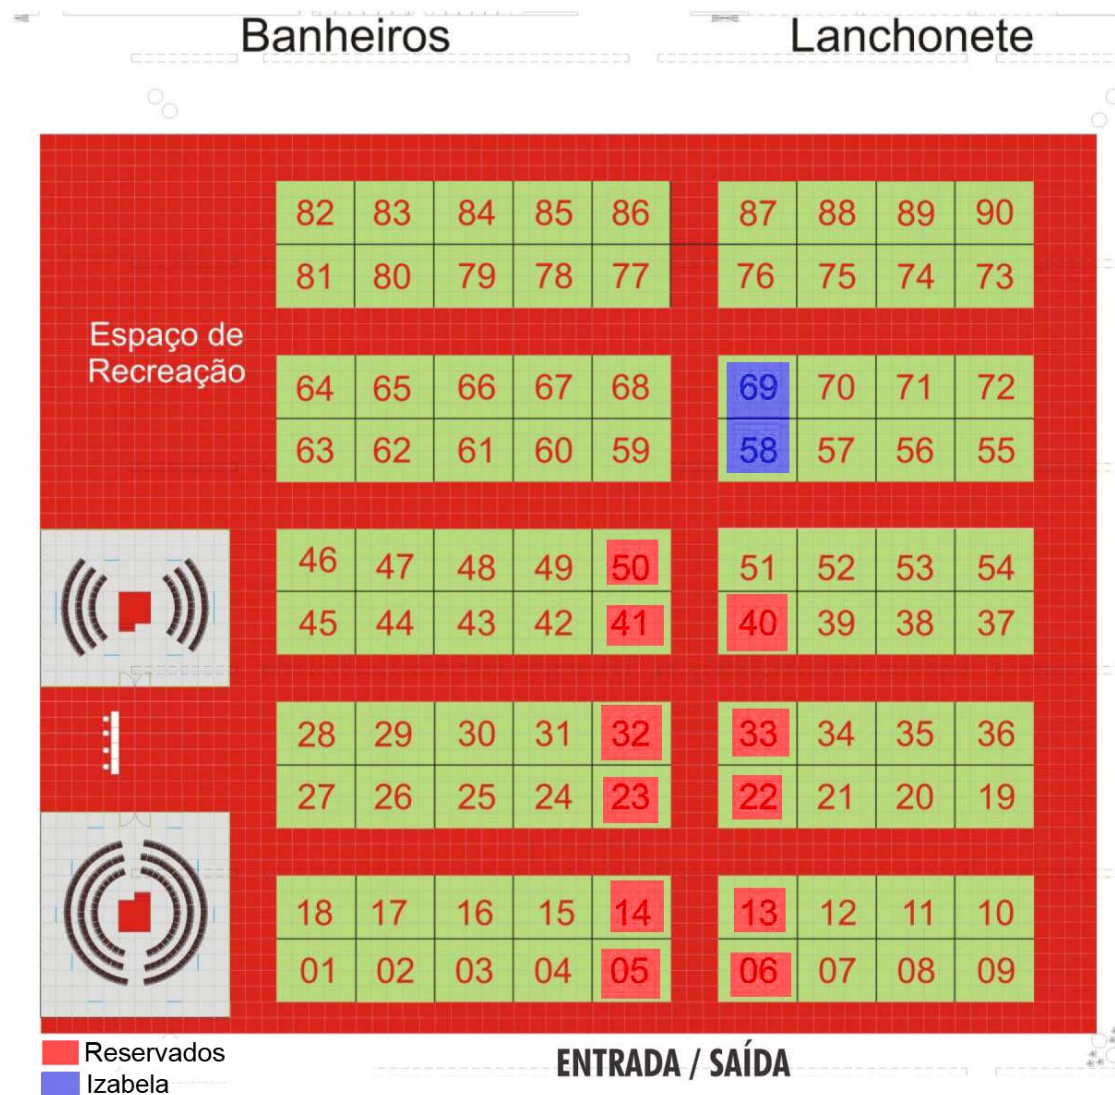 Banheiros Lanchonete
82 83 84 85 86 87 88 89 90
81 80 79 78 77 76 75 74 73
Espaço de
Recreação
64 65 66 67 68 69 70 71 72
63 62 61 60 59 58 57 56 55
46 47 48 49 50 51 52 53 54
45 44 43 42 41 40 39 38 37
28 29 30 31 32 33 34 35 36
27 26 25 24 23 22 21 20 19
18 17 16 15 14 13 12 11 10
01 02 03 04 05 06 07 08 09
Reservados
Izabela
ENTRADA / SAÍDA